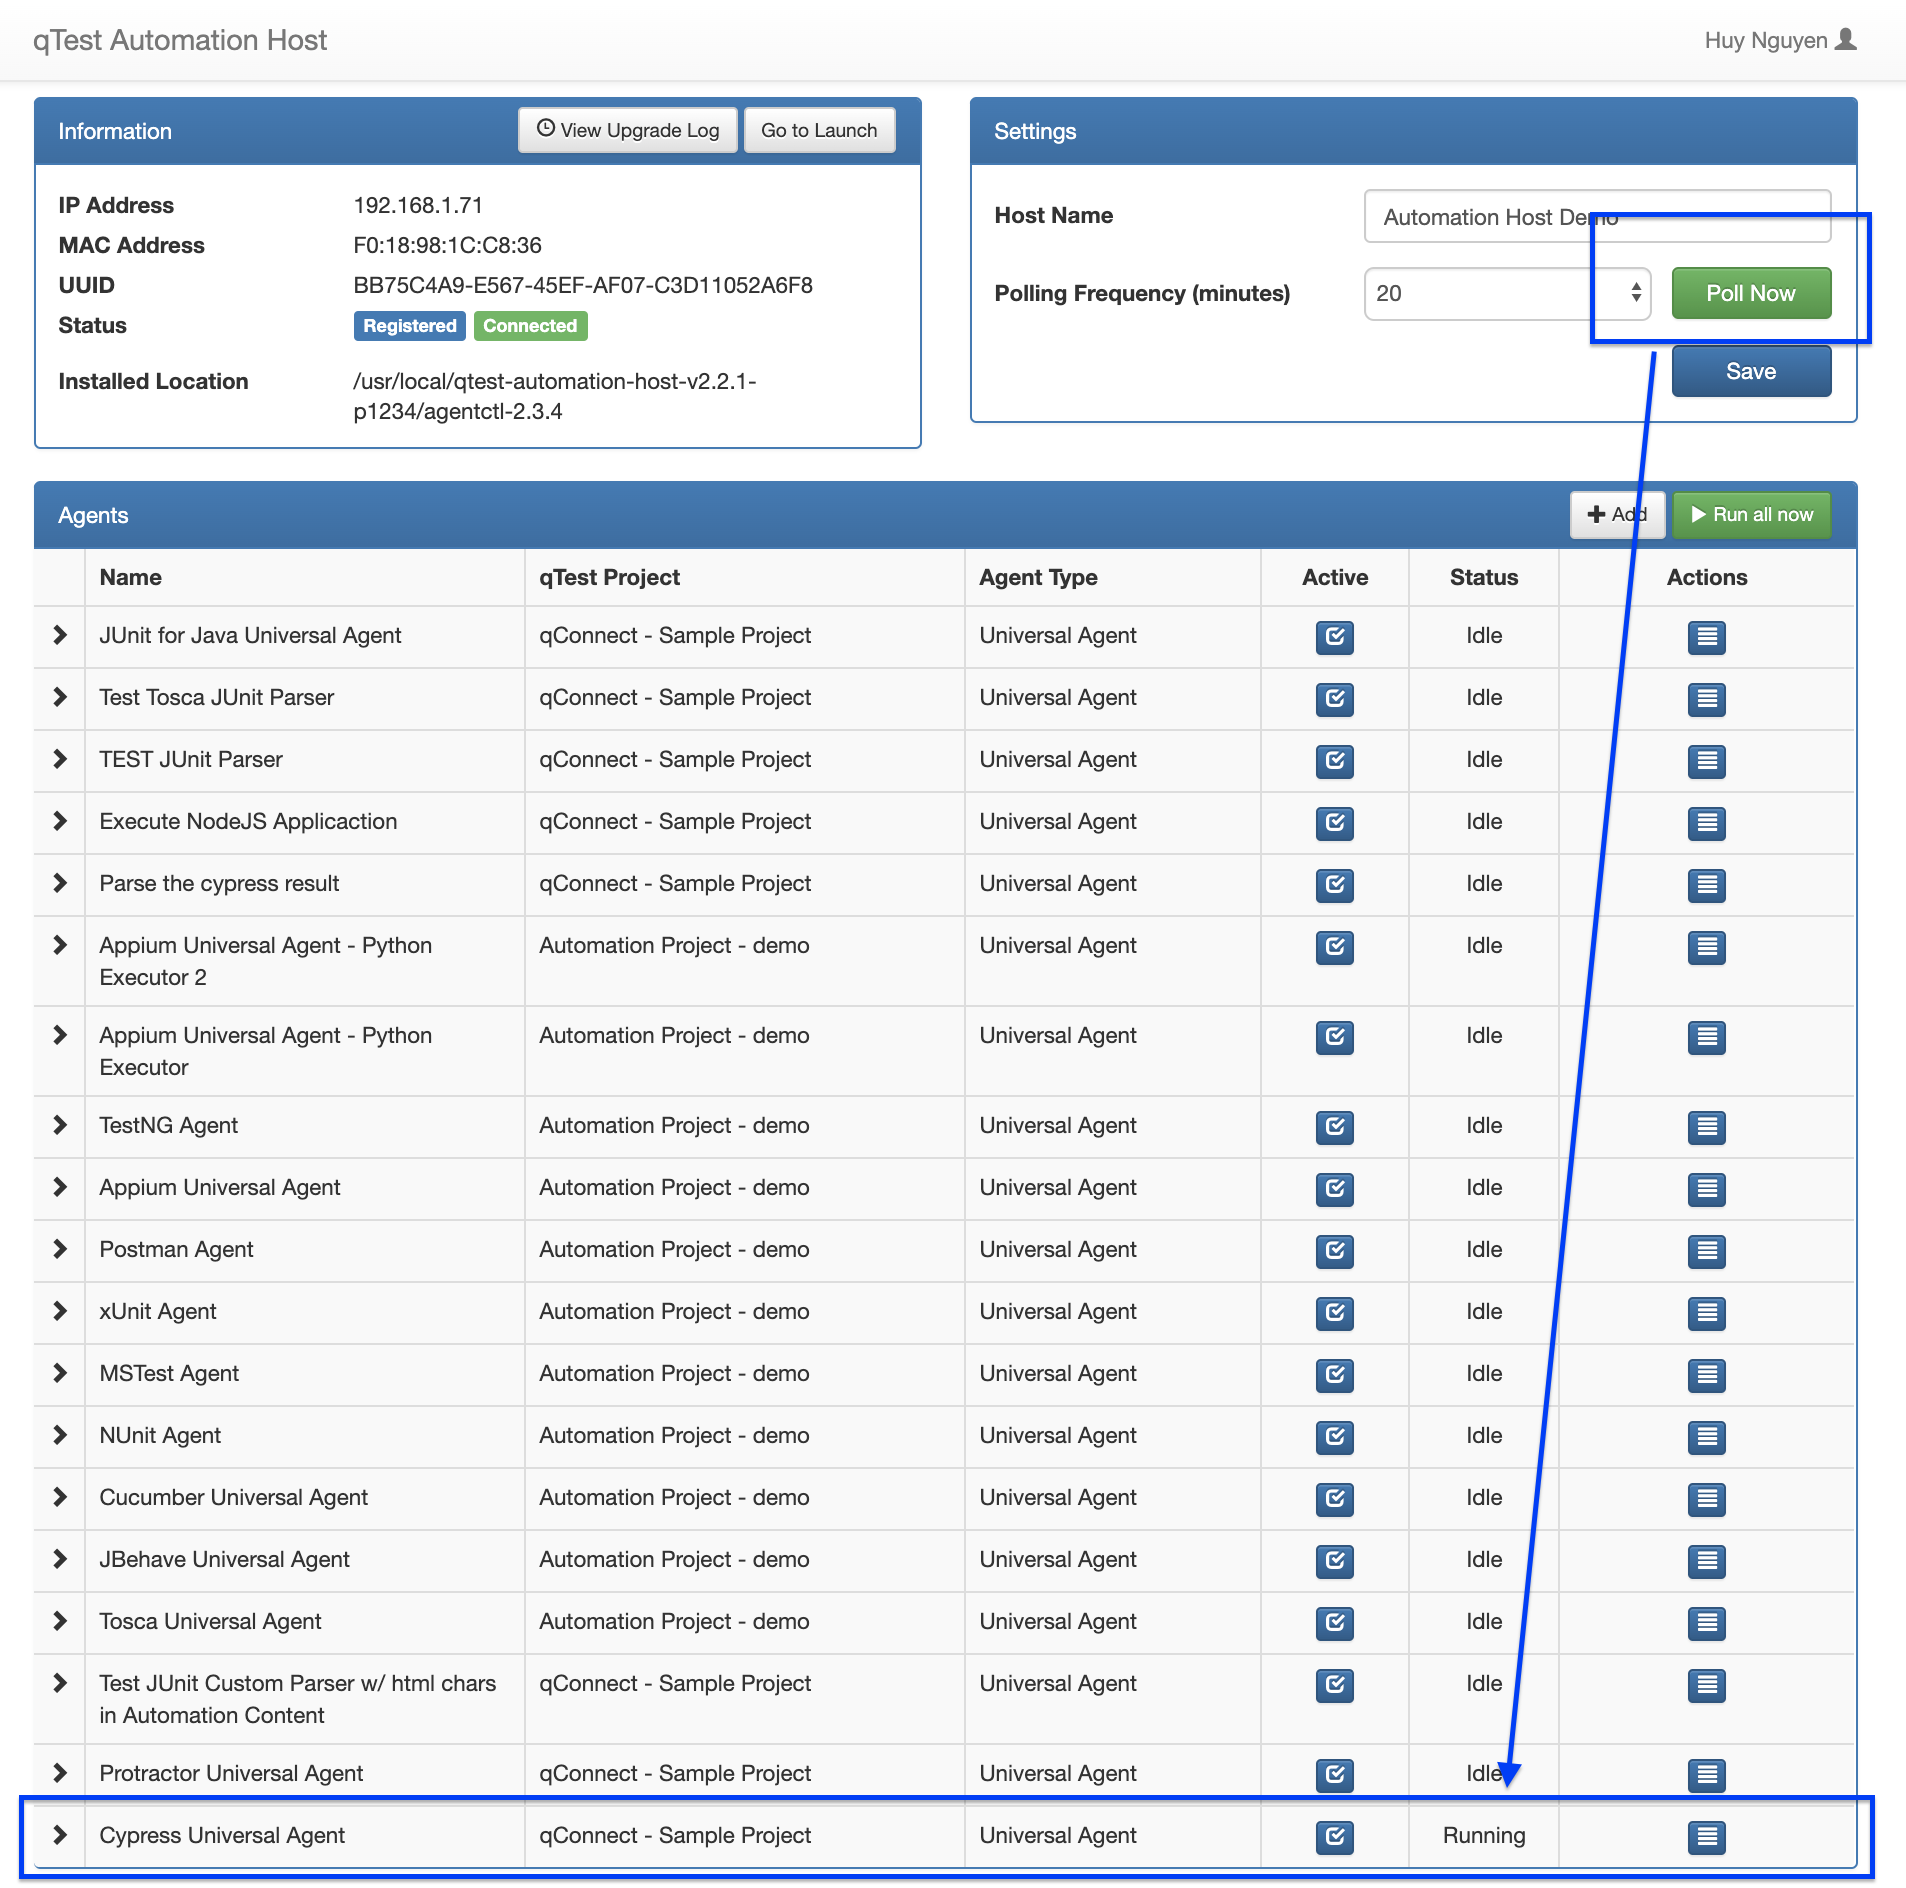 qTest Automation Host
Huy Nguyen
Information
View Upgrade Log
Go to Launch
IP Address 192.168.1.71
MAC Address F0:18:98:1C:C8:36
UUID BB75C4A9-E567-45EF-AF07-C3D11052A6F8
Status Registered Connected
Installed Location /usr/local/qtest-automation-host-v2.2.1-
p1234/agentctl-2.3.4
Settings
Host Name Automation Host Demo
Polling Frequency (minutes) 20 Poll Now
Save
Agents
Add
Run all now
Name qTest Project Agent Type Active Status Actions
JUnit for Java Universal Agent qConnect - Sample Project Universal Agent Idle
Test Tosca JUnit Parser qConnect - Sample Project Universal Agent Idle
TEST JUnit Parser qConnect - Sample Project Universal Agent Idle
Execute NodeJS Applicaction qConnect - Sample Project Universal Agent Idle
Parse the cypress result qConnect - Sample Project Universal Agent Idle
Appium Universal Agent - Python Automation Project - demo Universal Agent Idle
Executor 2
Appium Universal Agent - Python Automation Project - demo Universal Agent Idle
Executor
TestNG Agent Automation Project - demo Universal Agent Idle
Appium Universal Agent Automation Project - demo Universal Agent Idle
Postman Agent Automation Project - demo Universal Agent Idle
xUnit Agent Automation Project - demo Universal Agent Idle
MSTest Agent Automation Project - demo Universal Agent Idle
NUnit Agent Automation Project - demo Universal Agent Idle
Cucumber Universal Agent Automation Project - demo Universal Agent Idle
JBehave Universal Agent Automation Project - demo Universal Agent Idle
Tosca Universal Agent Automation Project - demo Universal Agent Idle
Test JUnit Custom Parser w/ html chars qConnect - Sample Project Universal Agent Idle
in Automation Content
Protractor Universal Agent qConnect - Sample Project Universal Agent Idle
Cypress Universal Agent qConnect - Sample Project Universal Agent Running